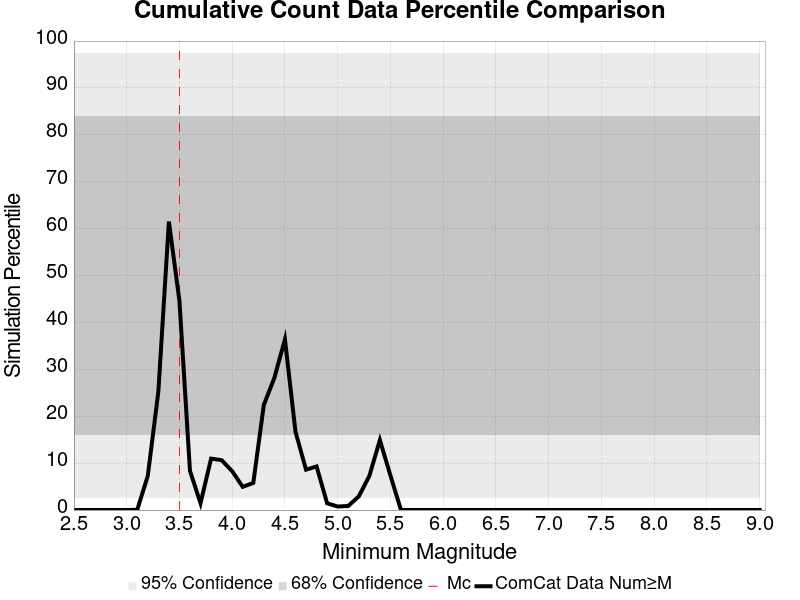 Cumulative Count Data Percentile Comparison
100
90
80
70
60
50
40
30
20
10
0
Simulation Percentile
2.5 3.0 3.5 4.0 4.5 5.0 5.5 6.0 6.5 7.0 7.5 8.0 8.5 9.0
Minimum Magnitude
95% Confidence 68% Confidence Mc ComCat Data Num≥M